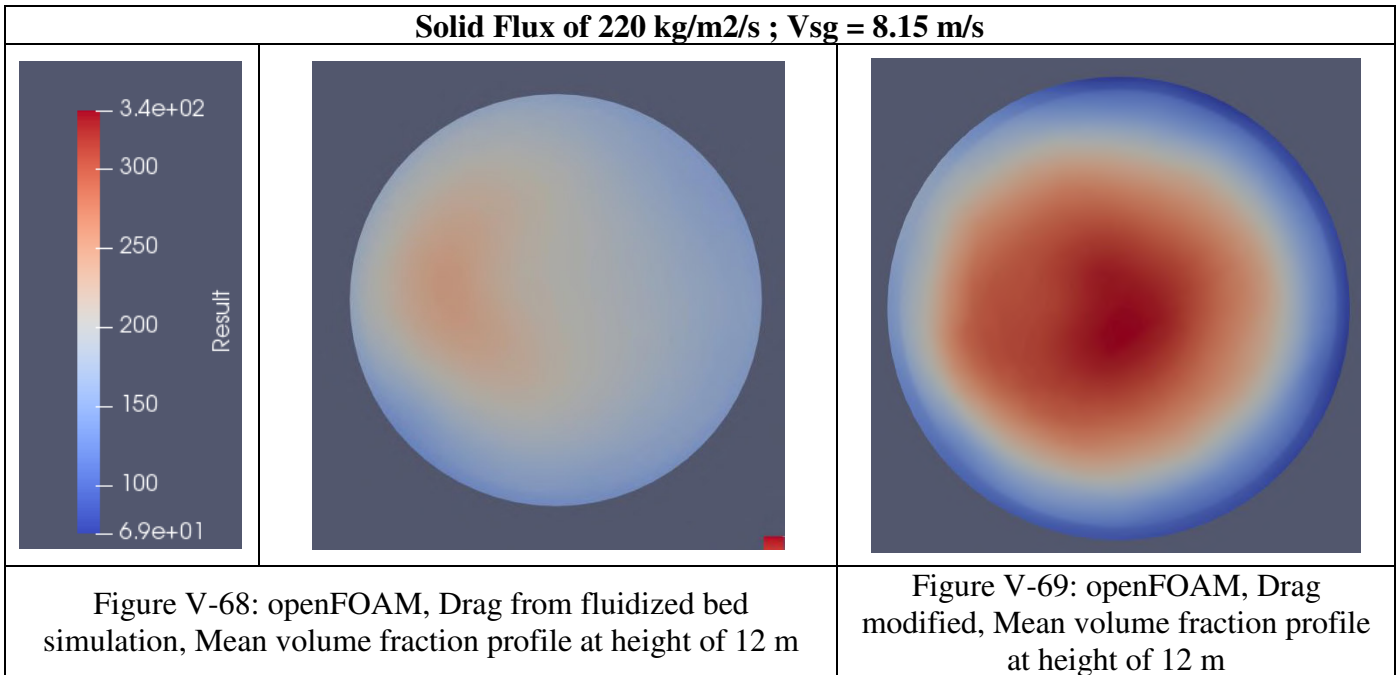 Solid Flux of 220 kg/m2/s ; Vsg = 8.15 m/s
3.4e+02
300
250
200
150
100
6.9e+01
Result
Figure V-68: openFOAM, Drag from fluidized bed
simulation, Mean volume fraction profile at height of 12 m
Figure V-69: openFOAM, Drag
modified, Mean volume fraction profile
at height of 12 m